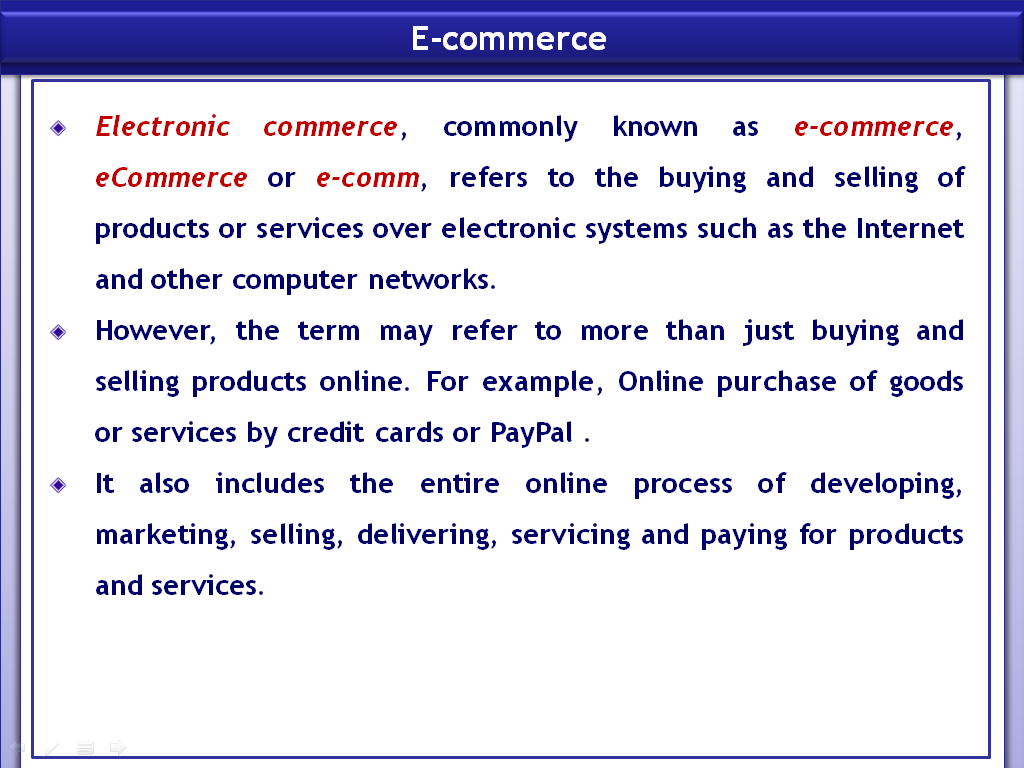 E-commerce
Electronic commerce, commonly known as e-commerce,
eCommerce or e-comm, refers to the buying and selling of
products or services over electronic systems such as the Internet
and other computer networks.
However, the term may refer to more than just buying and
selling products online. For example, Online purchase of goods
or services by credit cards or PayPal .
It also includes the entire online process of developing,
marketing, selling, delivering, servicing and paying for products
and services.